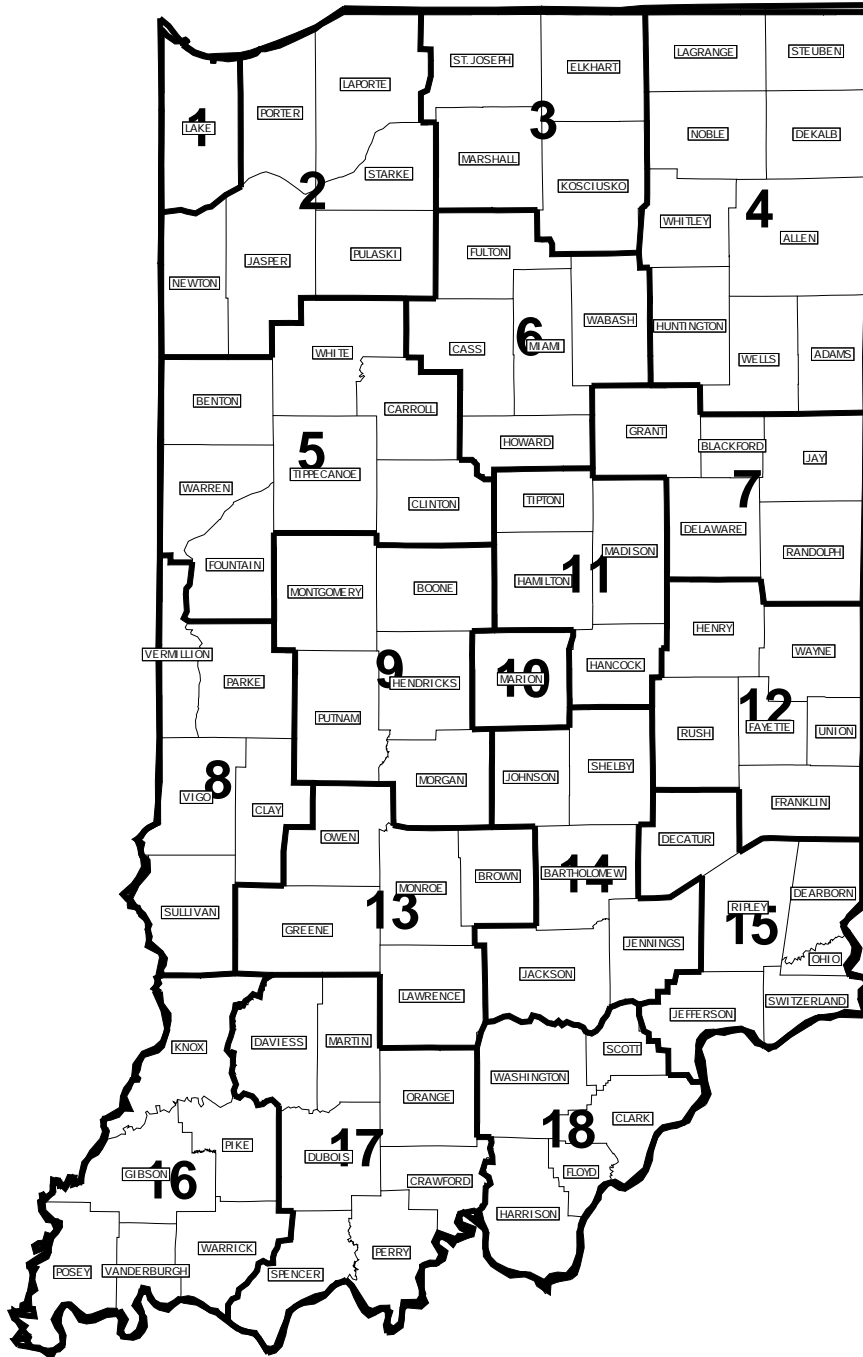 ST. JOSEPH
LAGRANGE
STEUBEN
ELKHART
LAPORTE
PORTER
1
LAKE
3
NOBLE
DEKALB
MARSHALL
STARKE
KOSCIUSKO
2
4
WHITLEY
ALLEN
FULTON
PULASKI
JASPER
NEWTON
WABASH
HUNTINGTON
6
MIAMI
CASS
WHITE
WELLS
ADAMS
BENTON
CARROLL
GRANT
HOWARD
BLACKFORD
5
TIPPECANOE
JAY
WARREN
7
CLINTON
TIPTON
DELAWARE
MADISON
RANDOLPH
FOUNTAIN
11
HAMILTON
MONTGOMERY
BOONE
HENRY
VERMILLION
WAYNE
HANCOCK
10
MARION
9
HENDRICKS
PARKE
PUTNAM
12
FAYETTE
RUSH
UNION
SHELBY
JOHNSON
MORGAN
8
VIGO
FRANKLIN
CLAY
OWEN
DECATUR
14
BARTHOLOMEW
BROWN
MONROE
DEARBORN
13
RIPLEY
15
SULLIVAN
GREENE
JENNINGS
OHIO
JACKSON
LAWRENCE
SWITZERLAND
JEFFERSON
DAVIESS
MARTIN
KNOX
SCOTT
WASHINGTON
ORANGE
CLARK
18
PIKE
17
DUBOIS
FLOYD
GIBSON
16
CRAWFORD
HARRISON
WARRICK
PERRY
POSEY
VANDERBURGH
SPENCER